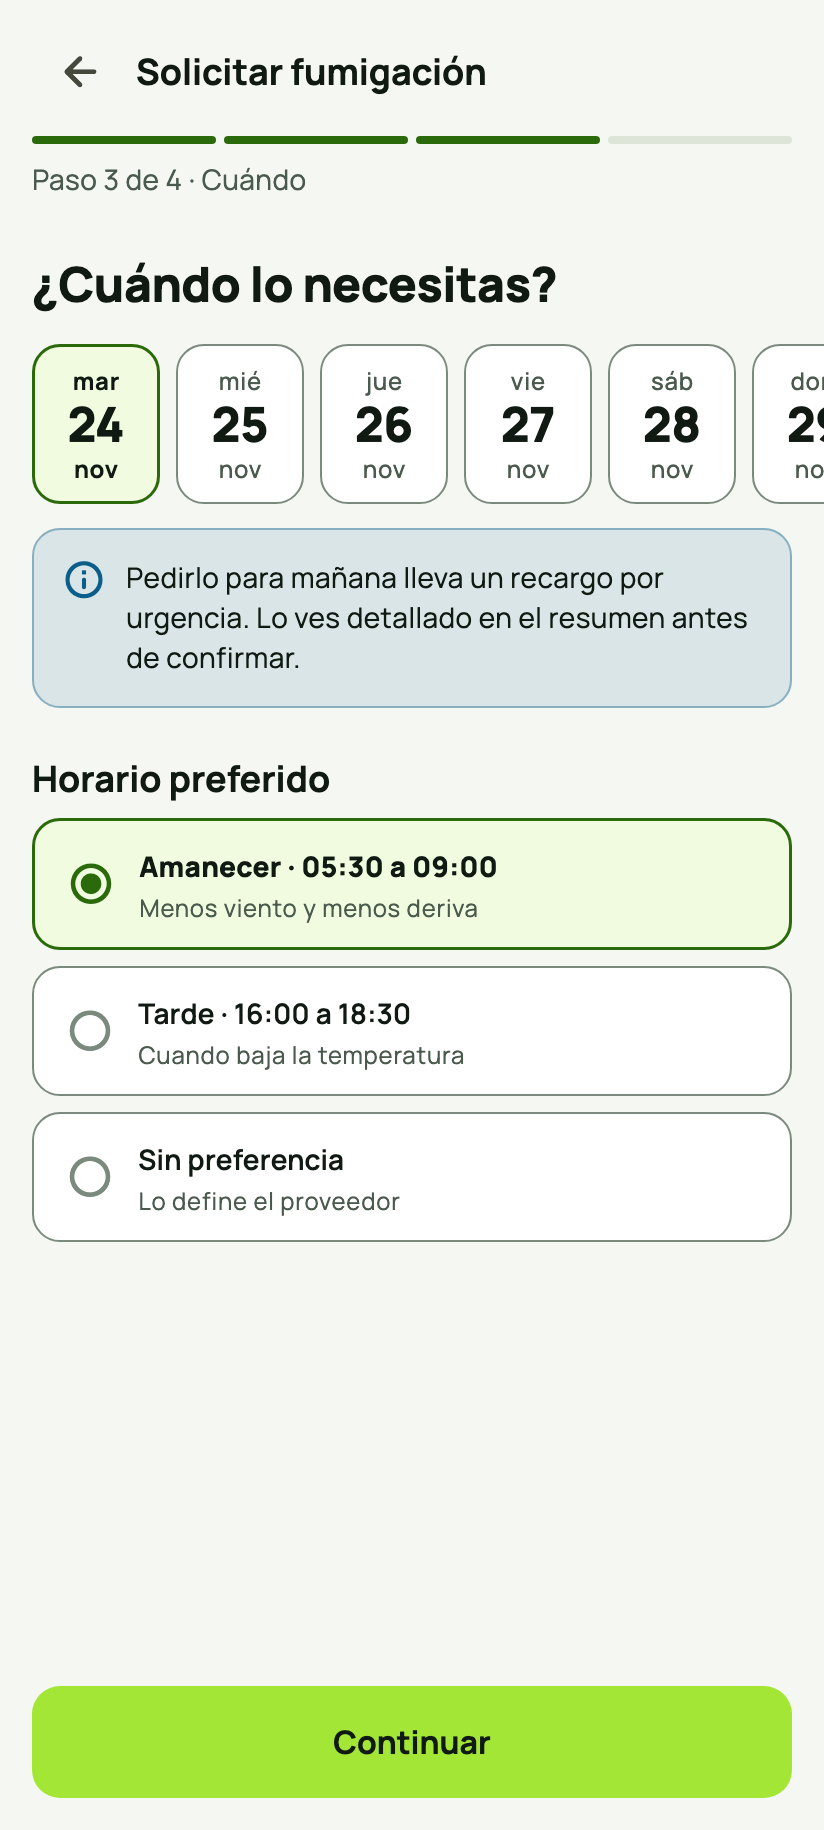 Solicitar fumigación
Paso 3 de 4 · Cuándo
¿Cuándo lo necesitas?
mar
24
nov
mié
25
nov
jue
26
nov
vie
27
nov
sáb
28
nov
Pedirlo para mañana lleva un recargo por
urgencia. Lo ves detallado en el resumen antes
de confirmar.
Horario preferido
Amanecer · 05:30 a 09:00
Menos viento y menos deriva
Tarde · 16:00 a 18:30
Cuando baja la temperatura
Sin preferencia
Lo define el proveedor
Continuar